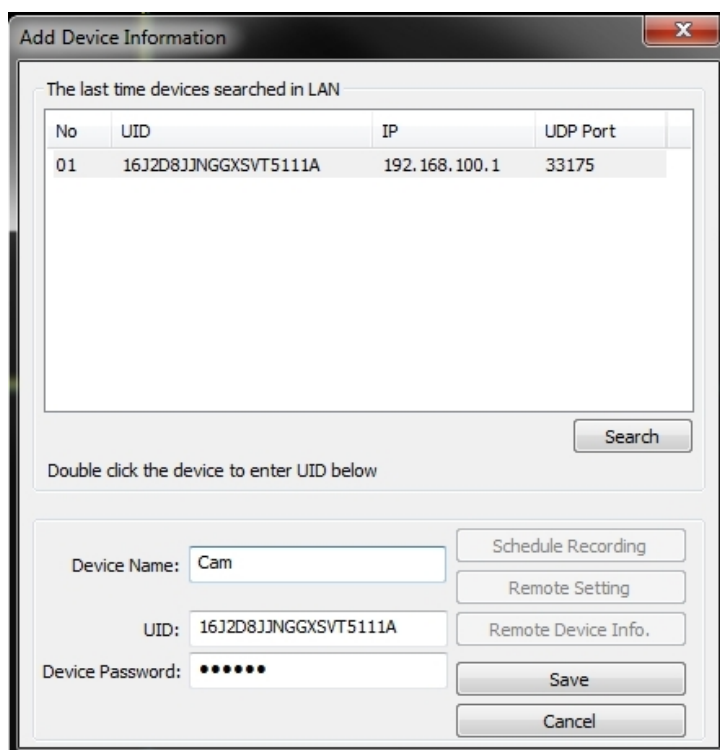 Add Device Information
x
The last time devices searched in LAN
No UID IP UDP Port
01 16J2D8JJNGGXSVT5111A 192.168.100.1 33175
Search
Double click the device to enter UID below
Device Name: Cam Schedule Recording
Remote Setting
UID: 16J2D8JJNGGXSVT5111A Remote Device Info.
Device Password: ●●●●●● Save
Cancel